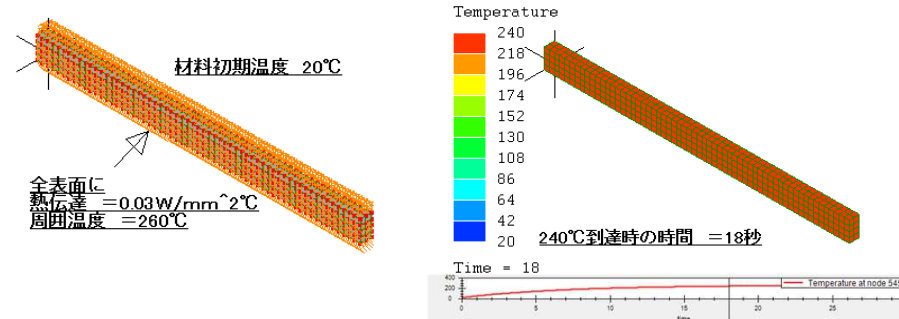 材料初期温度 20℃
全表面に
熱伝達 =0.03W/mm^2℃
周囲温度 =260℃
Temperature
240
218
196
174
152
130
108
86
64
42
20
240℃到達時の時間 =18秒
Time = 18
400
200
0
Temperature at node 545
0
5
10
15
20
25
time